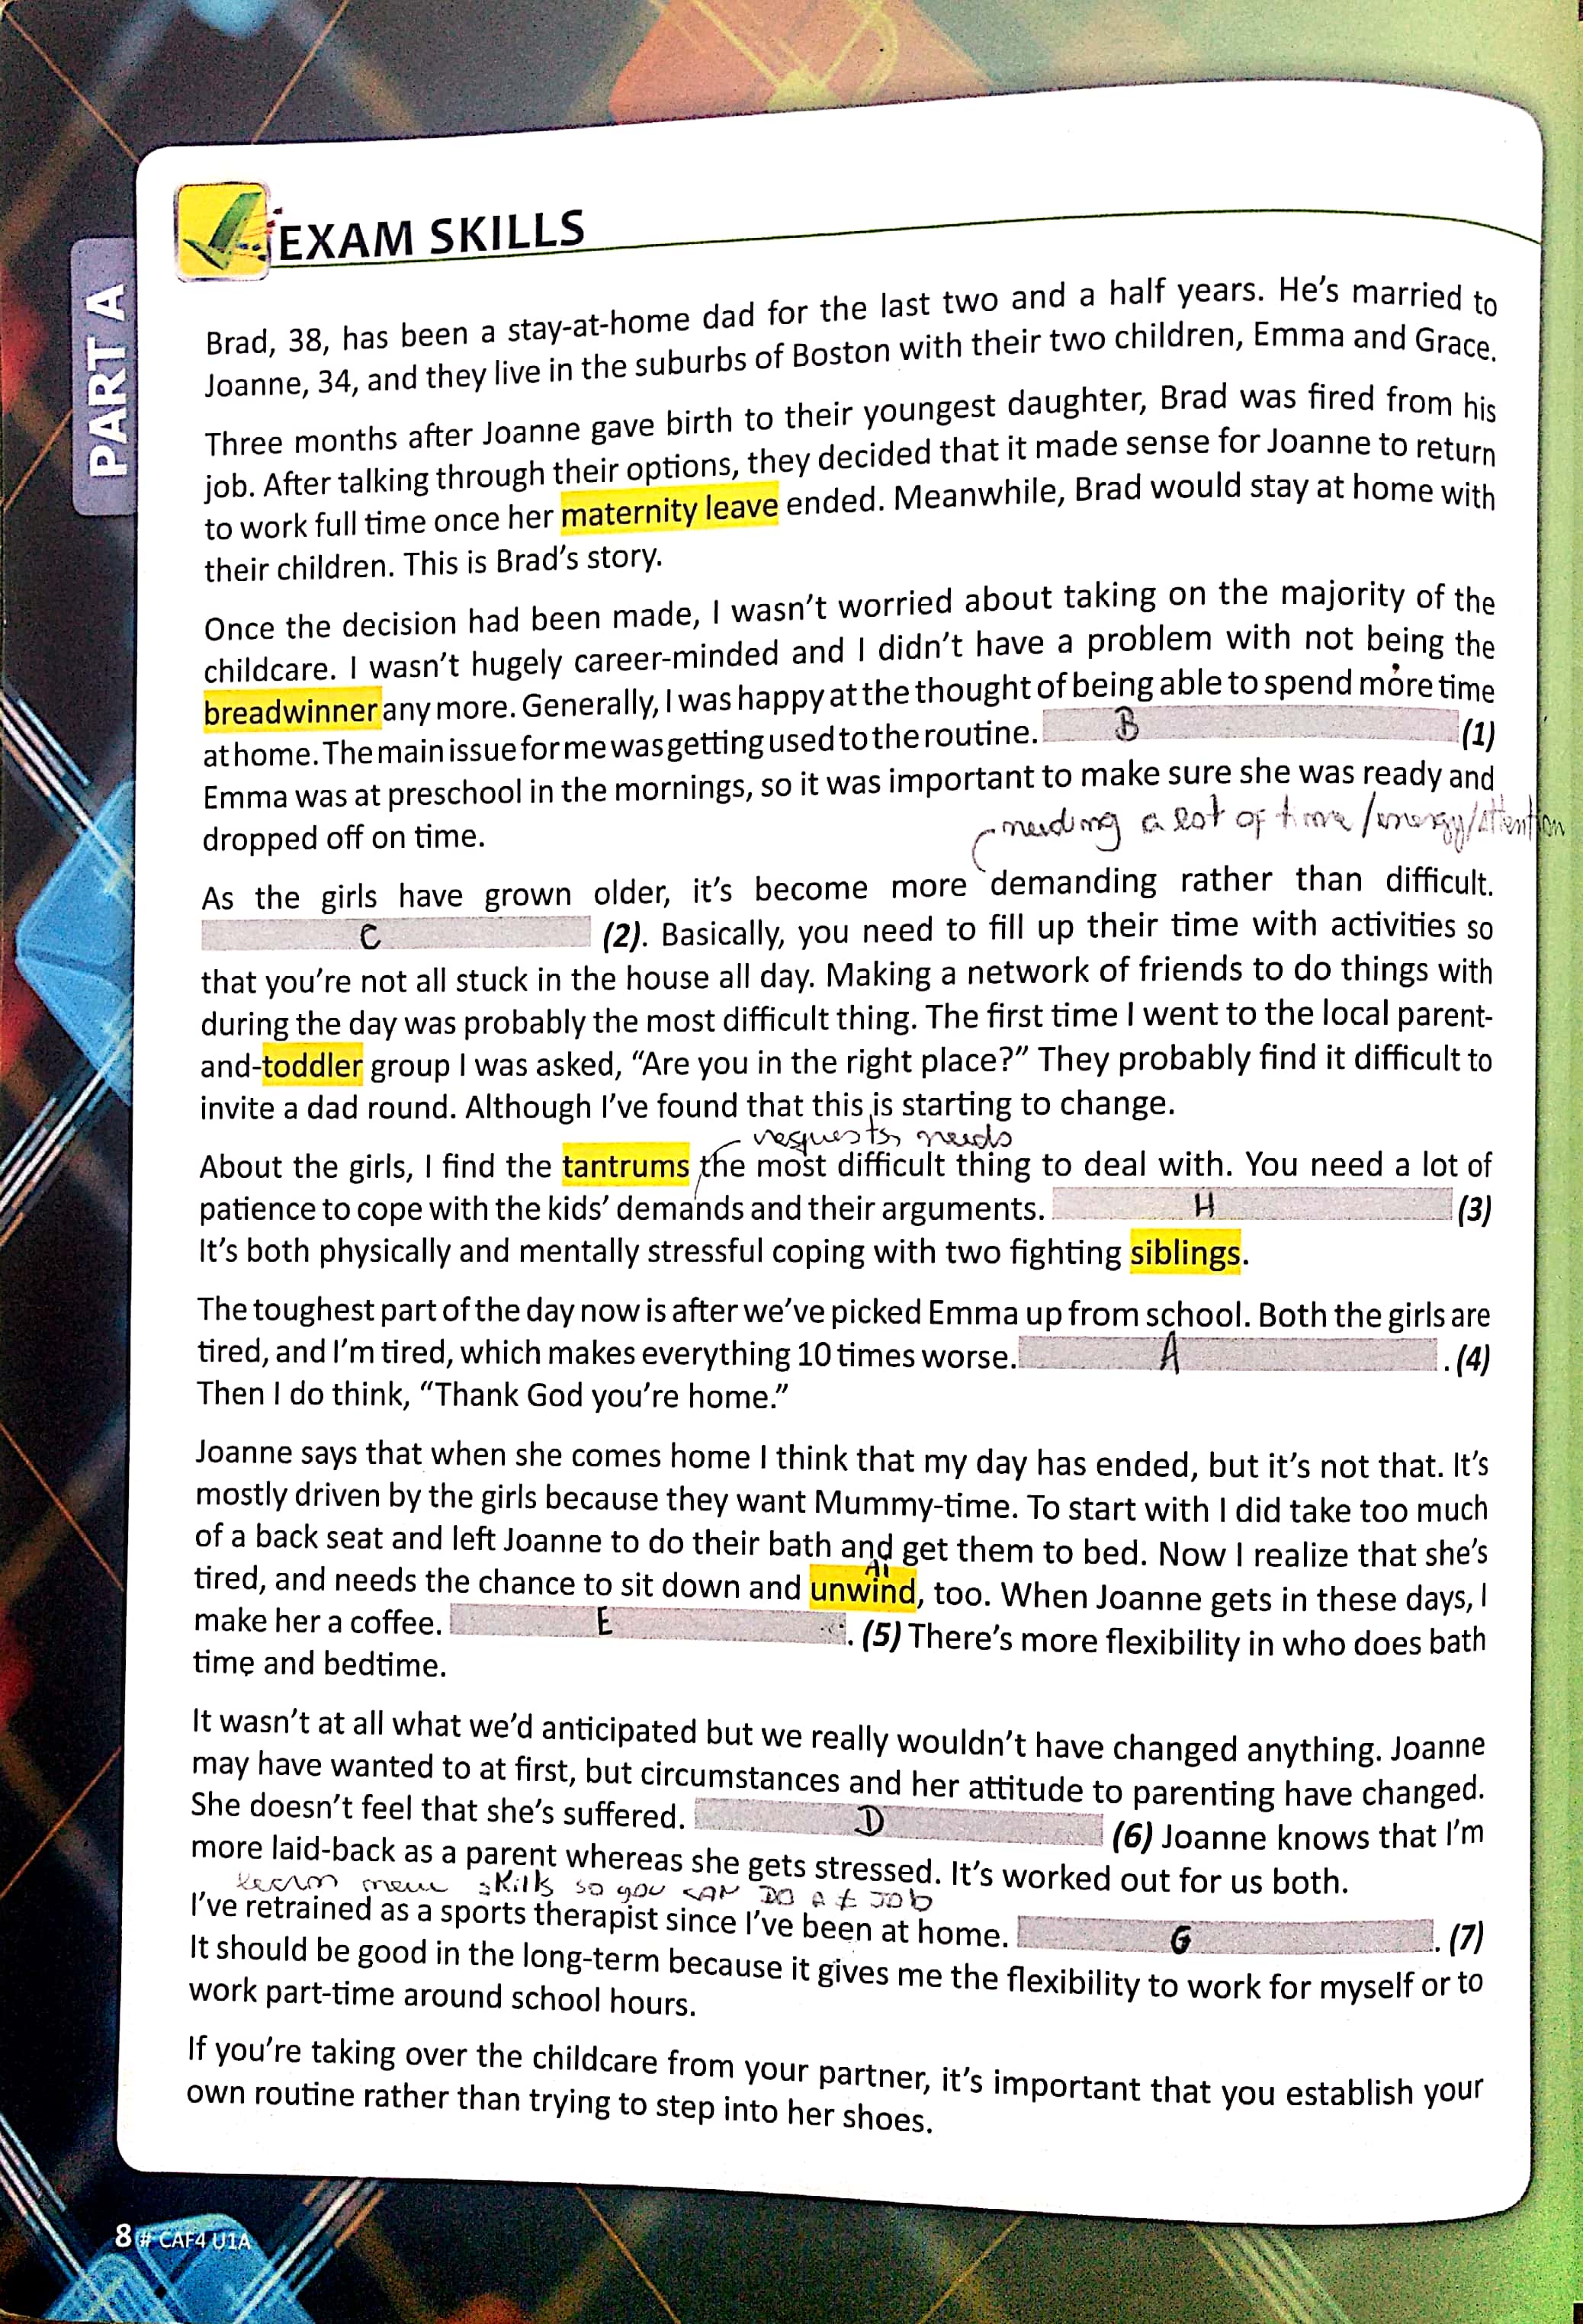 PART A
EXAM SKILLS
Brad, 38, has been a stay-at-home dad for the last two and a half years. He's married to
Joanne, 34, and they live in the suburbs of Boston with their two children, Emma and Grace.
Three months after Joanne gave birth to their youngest daughter, Brad was fired from his
job. After talking through their options, they decided that it made sense for Joanne to return
to work full time once her maternity leave ended. Meanwhile, Brad would stay at home with
their children. This is Brad's story.
Once the decision had been made, I wasn't worried about taking on the majority of the
childcare. I wasn't hugely career-minded and I didn't have a problem with not being the
breadwinner any more. Generally, I was happy at the thought of being able to spend more time
at home. The main issue for me was getting used to the routine. B (1)
Emma was at preschool in the mornings, so it was important to make sure she was ready and
dropped off on time.
needing a lot of time/energy/attention
As the girls have grown older, it's become more demanding rather than difficult.
C (2). Basically, you need to fill up their time with activities so
that you're not all stuck in the house all day. Making a network of friends to do things with
during the day was probably the most difficult thing. The first time I went to the local parent-
and-toddler group I was asked, "Are you in the right place?" They probably find it difficult to
invite a dad round. Although I've found that this is starting to change.
requests, needs
About the girls, I find the tantrums the most difficult thing to deal with. You need a lot of
patience to cope with the kids' demands and their arguments. H (3)
It's both physically and mentally stressful coping with two fighting siblings.
The toughest part of the day now is after we've picked Emma up from school. Both the girls are
tired, and I'm tired, which makes everything 10 times worse. A . (4)
Then I do think, "Thank God you're home."
Joanne says that when she comes home I think that my day has ended, but it's not that. It's
mostly driven by the girls because they want Mummy-time. To start with I did take too much
of a back seat and left Joanne to do their bath and get them to bed. Now I realize that she's
AI
tired, and needs the chance to sit down and unwind, too. When Joanne gets in these days, I
make her a coffee. E . (5) There's more flexibility in who does bath
time and bedtime.
It wasn't at all what we'd anticipated but we really wouldn't have changed anything. Joanne
may have wanted to at first, but circumstances and her attitude to parenting have changed.
She doesn't feel that she's suffered. D (6) Joanne knows that I'm
more laid-back as a parent whereas she gets stressed. It's worked out for us both.
learn new skills so you can DO A ≠ JOb
I've retrained as a sports therapist since I've been at home. G . (7)
It should be good in the long-term because it gives me the flexibility to work for myself or to
work part-time around school hours.
If you're taking over the childcare from your partner, it's important that you establish your
own routine rather than trying to step into her shoes.
8 # CAF4 U1A